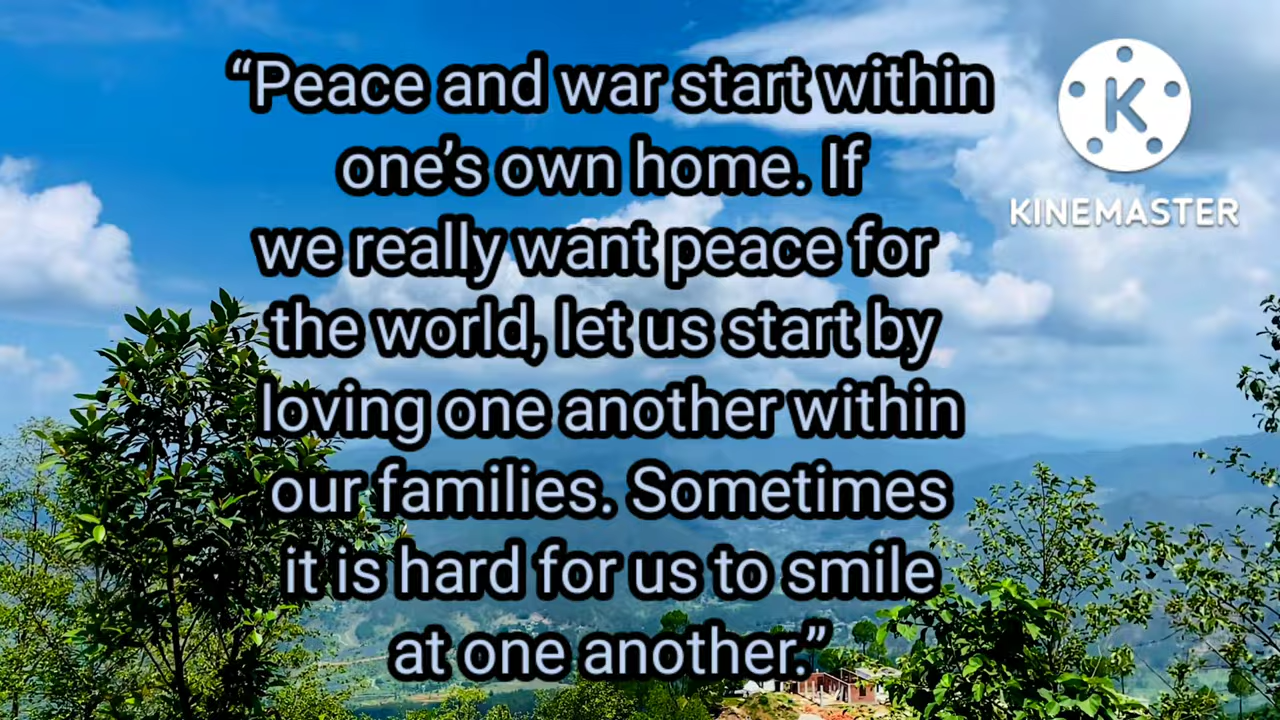 “Peace and war start within
one’s own home. If
we really want peace for
the world, let us start by
loving one another within
our families. Sometimes
it is hard for us to smile
at one another.”
K
KINEMASTER